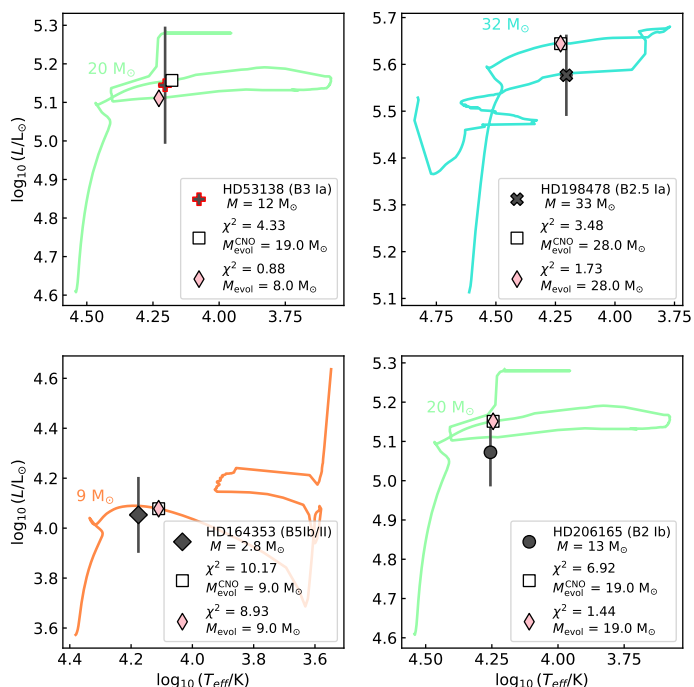 5.3
5.2
5.1
5.0
4.9
4.8
4.7
4.6
log₁₀(L/L⊙)
20 M⊙
HD53138 (B3 Ia)
M = 12 M⊙
χ² = 4.33
M_evol^CNO = 19.0 M⊙
χ² = 0.88
M_evol = 8.0 M⊙
4.50 4.25 4.00 3.75
5.7
5.6
5.5
5.4
5.3
5.2
5.1
32 M⊙
HD198478 (B2.5 Ia)
M = 33 M⊙
χ² = 3.48
M_evol^CNO = 28.0 M⊙
χ² = 1.73
M_evol = 28.0 M⊙
4.75 4.50 4.25 4.00 3.75
4.6
4.4
4.2
4.0
3.8
3.6
log₁₀(L/L⊙)
9 M⊙
HD164353 (B5Ib/II)
M = 2.8 M⊙
χ² = 10.17
M_evol^CNO = 9.0 M⊙
χ² = 8.93
M_evol = 9.0 M⊙
4.4 4.2 4.0 3.8 3.6
log₁₀(T_eff/K)
5.3
5.2
5.1
5.0
4.9
4.8
4.7
4.6
20 M⊙
HD206165 (B2 Ib)
M = 13 M⊙
χ² = 6.92
M_evol^CNO = 19.0 M⊙
χ² = 1.44
M_evol = 19.0 M⊙
4.50 4.25 4.00 3.75
log₁₀(T_eff/K)